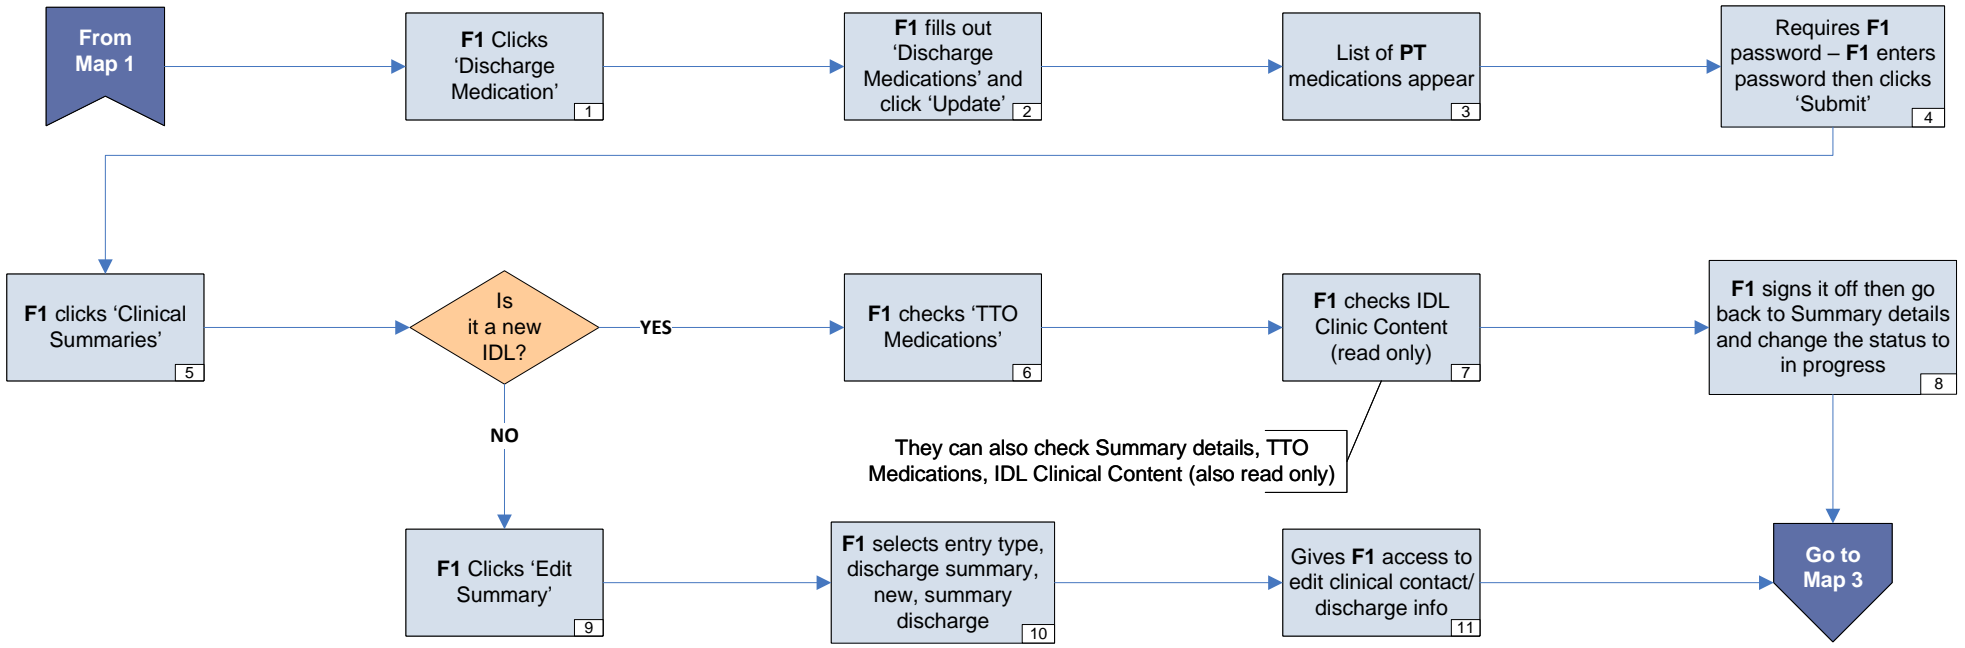 From
Map 1
F1 Clicks
‘Discharge
Medication’
1
F1 fills out
‘Discharge
Medications’ and
click ‘Update’
2
List of PT
medications appear
3
Requires F1
password – F1 enters
password then clicks
‘Submit’
4
F1 clicks ‘Clinical
Summaries’
5
Is
it a new
IDL?
YES
NO
F1 checks ‘TTO
Medications’
6
F1 checks IDL
Clinic Content
(read only)
7
They can also check Summary details, TTO
Medications, IDL Clinical Content (also read only)
F1 signs it off then go
back to Summary details
and change the status to
in progress
8
F1 Clicks ‘Edit
Summary’
9
F1 selects entry type,
discharge summary,
new, summary
discharge
10
Gives F1 access to
edit clinical contact/
discharge info
11
Go to
Map 3